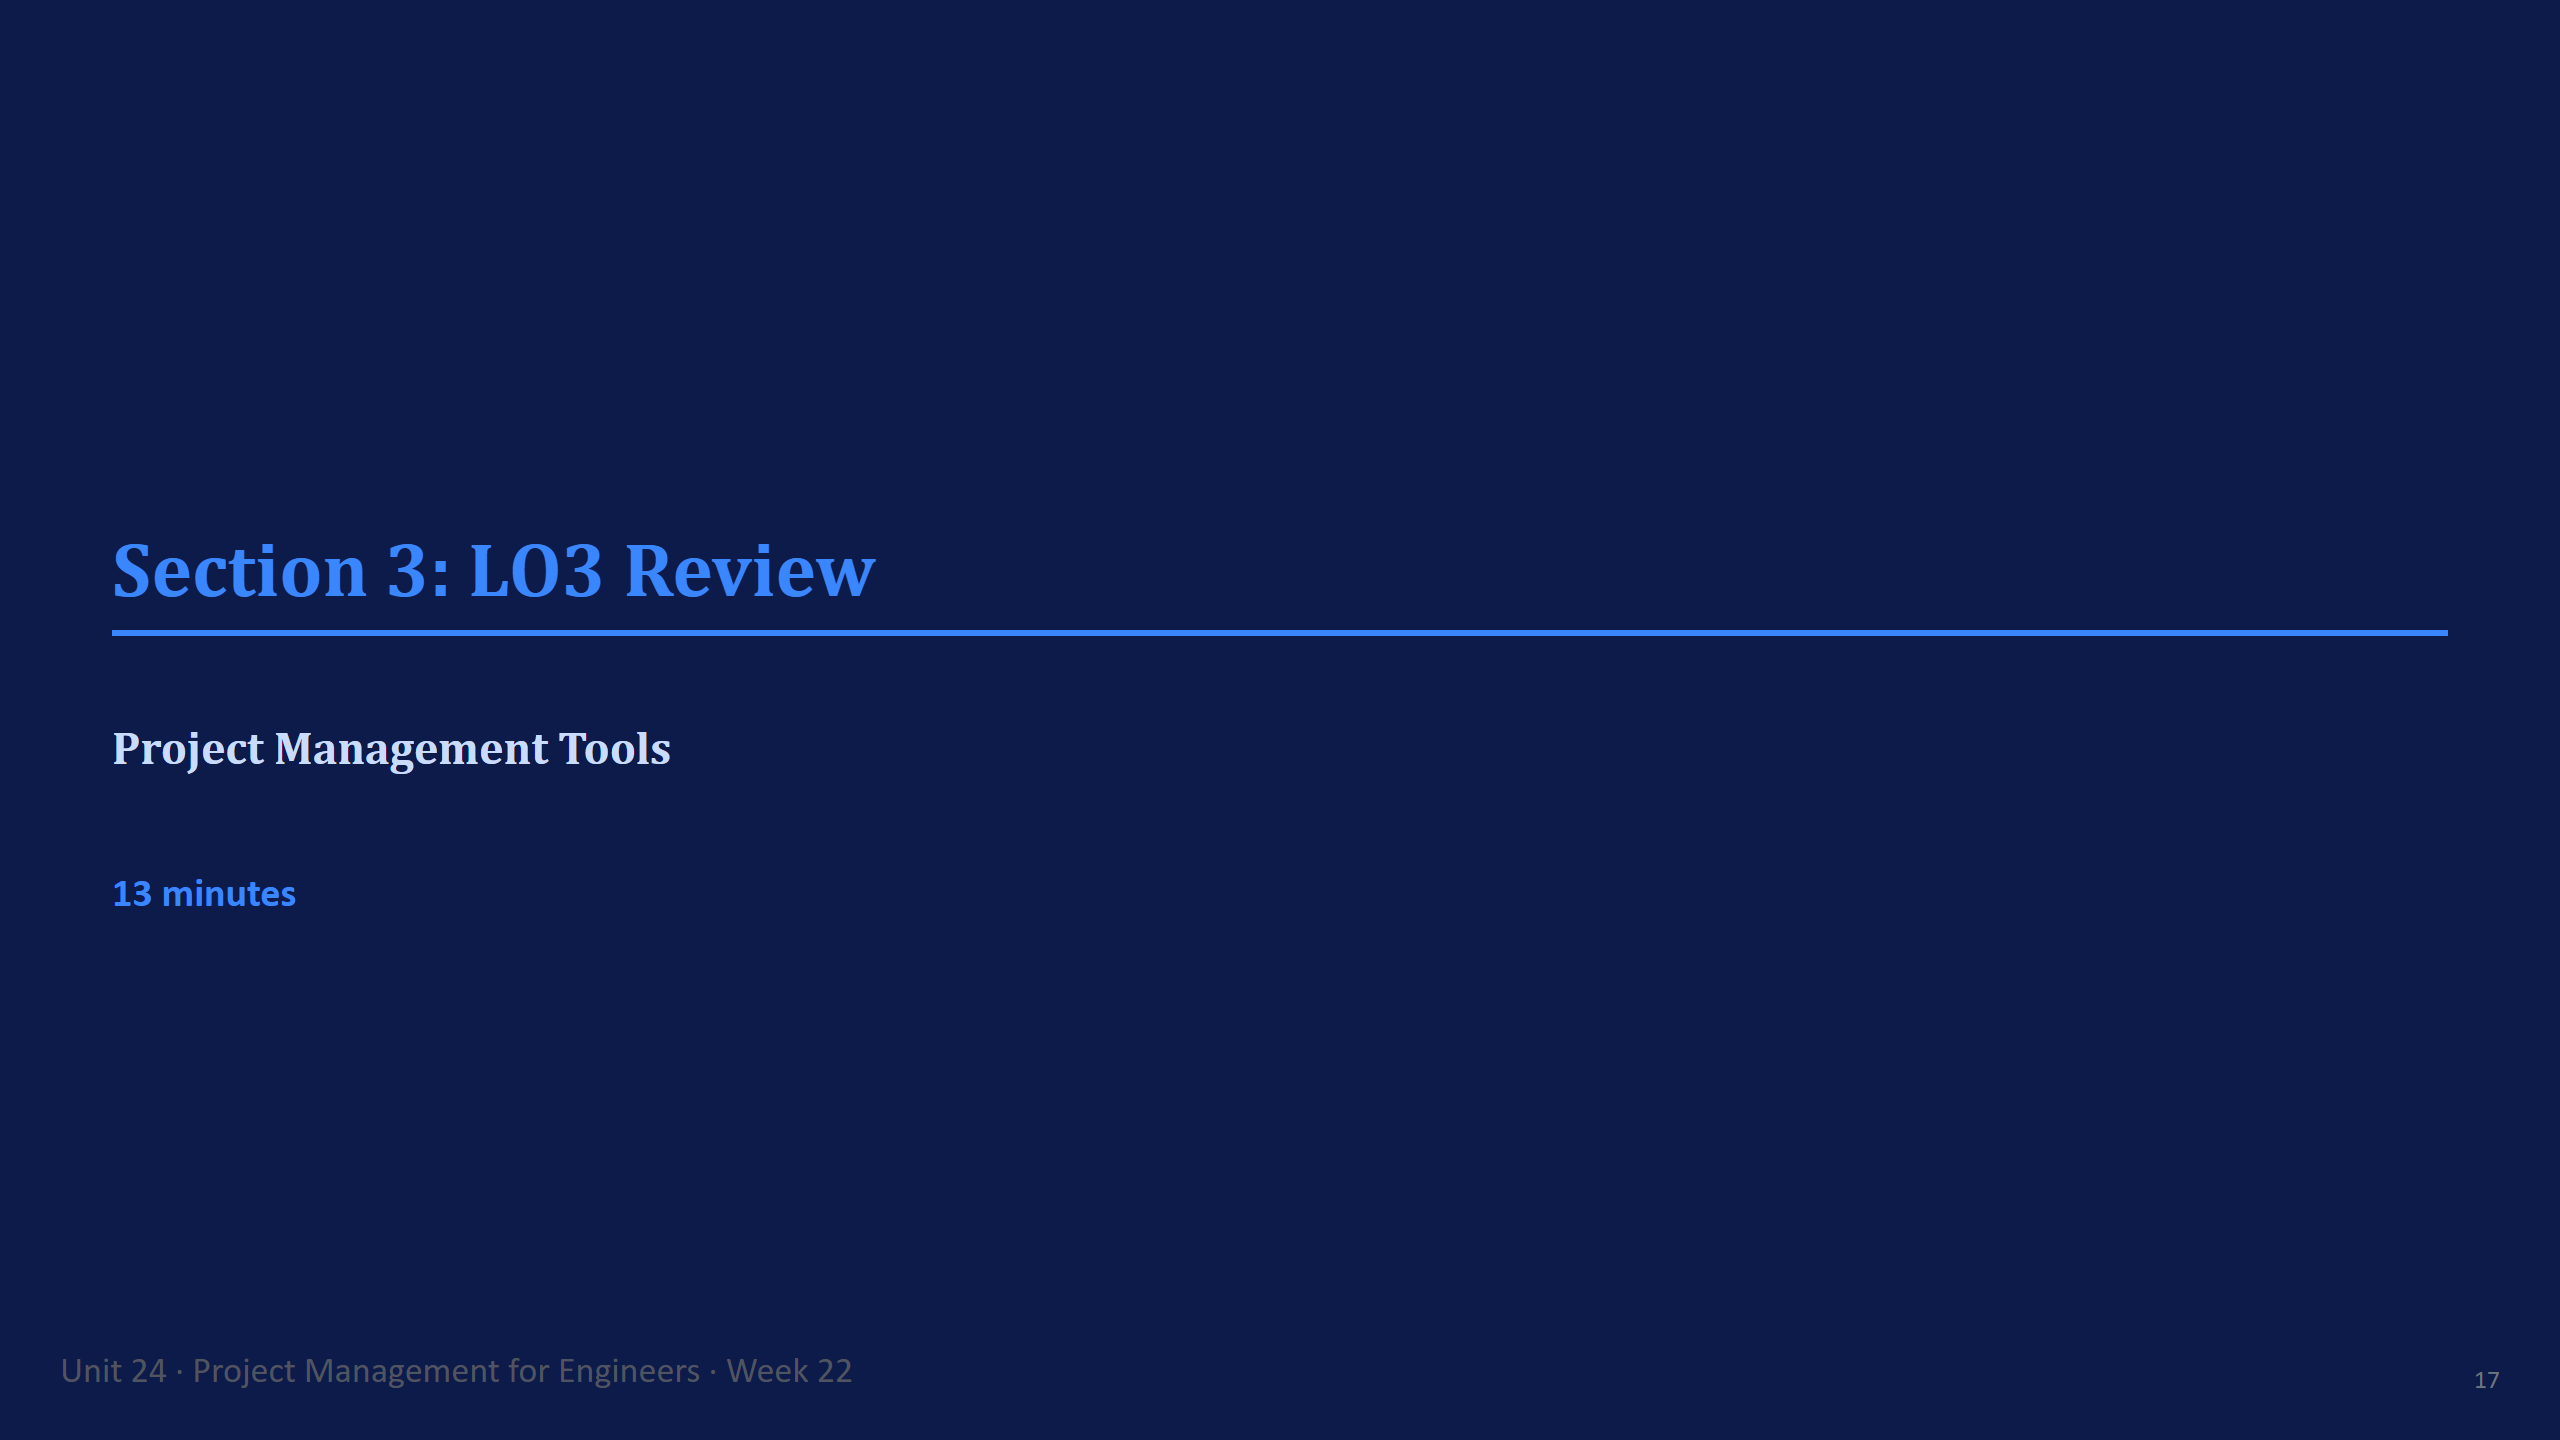 Section 3: LO3 Review
Project Management Tools
13 minutes
Unit 24 · Project Management for Engineers · Week 22
17